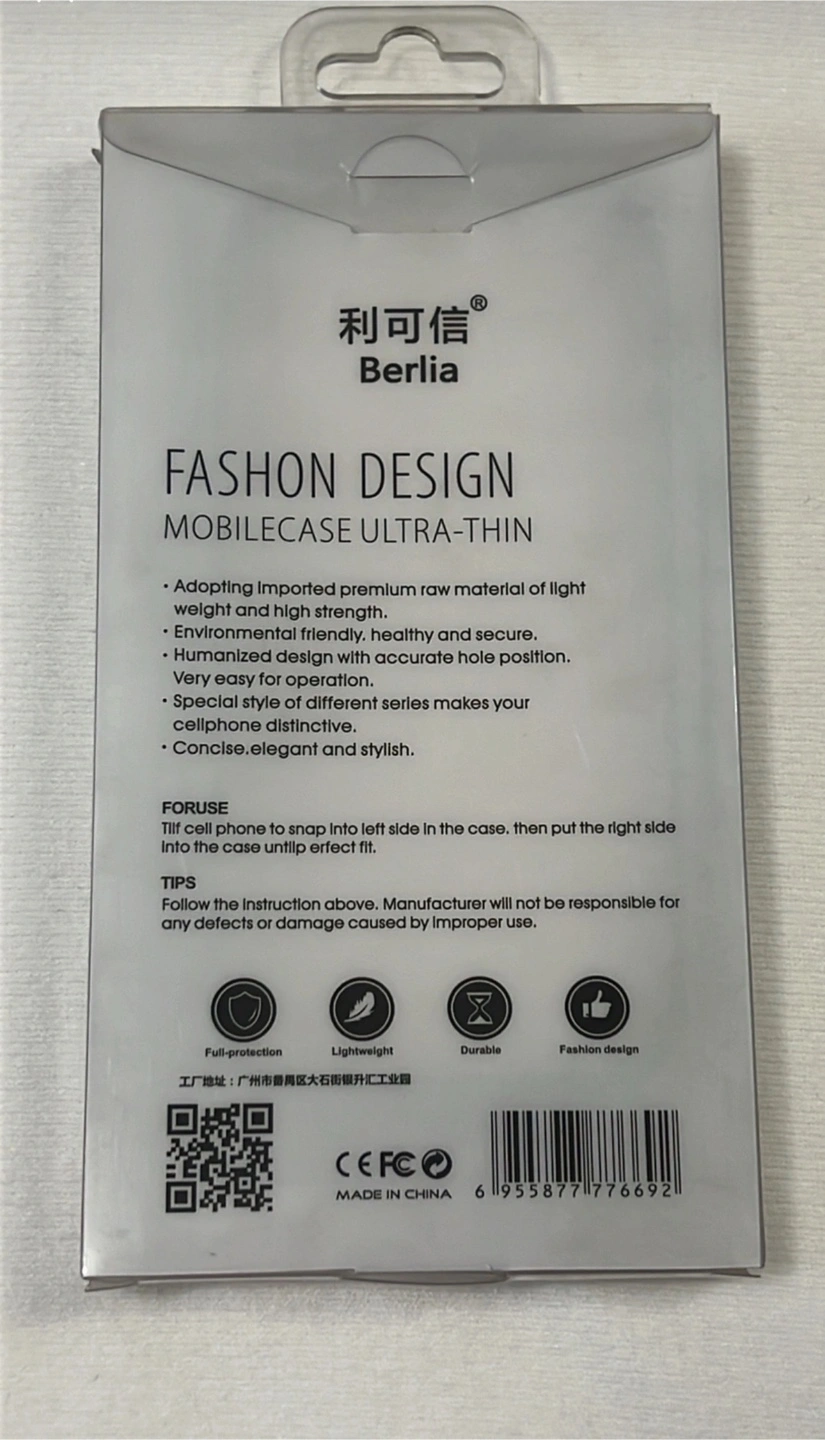 利可信®
Berlia
FASHON DESIGN
MOBILECASE ULTRA-THIN
· Adopting imported premium raw material of light
weight and high strength.
· Environmental friendly. healthy and secure.
· Humanized design with accurate hole position.
Very easy for operation.
· Special style of different series makes your
cellphone distinctive.
· Concise.elegant and stylish.
FORUSE
Tilf cell phone to snap into left side in the case. then put the right side
into the case untilp erfect fit.
TIPS
Follow the instruction above. Manufacturer will not be responsible for
any defects or damage caused by improper use.
Full-protection Lightweight Durable Fashion design
工厂地址：广州市番禺区大石街银升汇工业园
CE FC
MADE IN CHINA 6 955877 776692